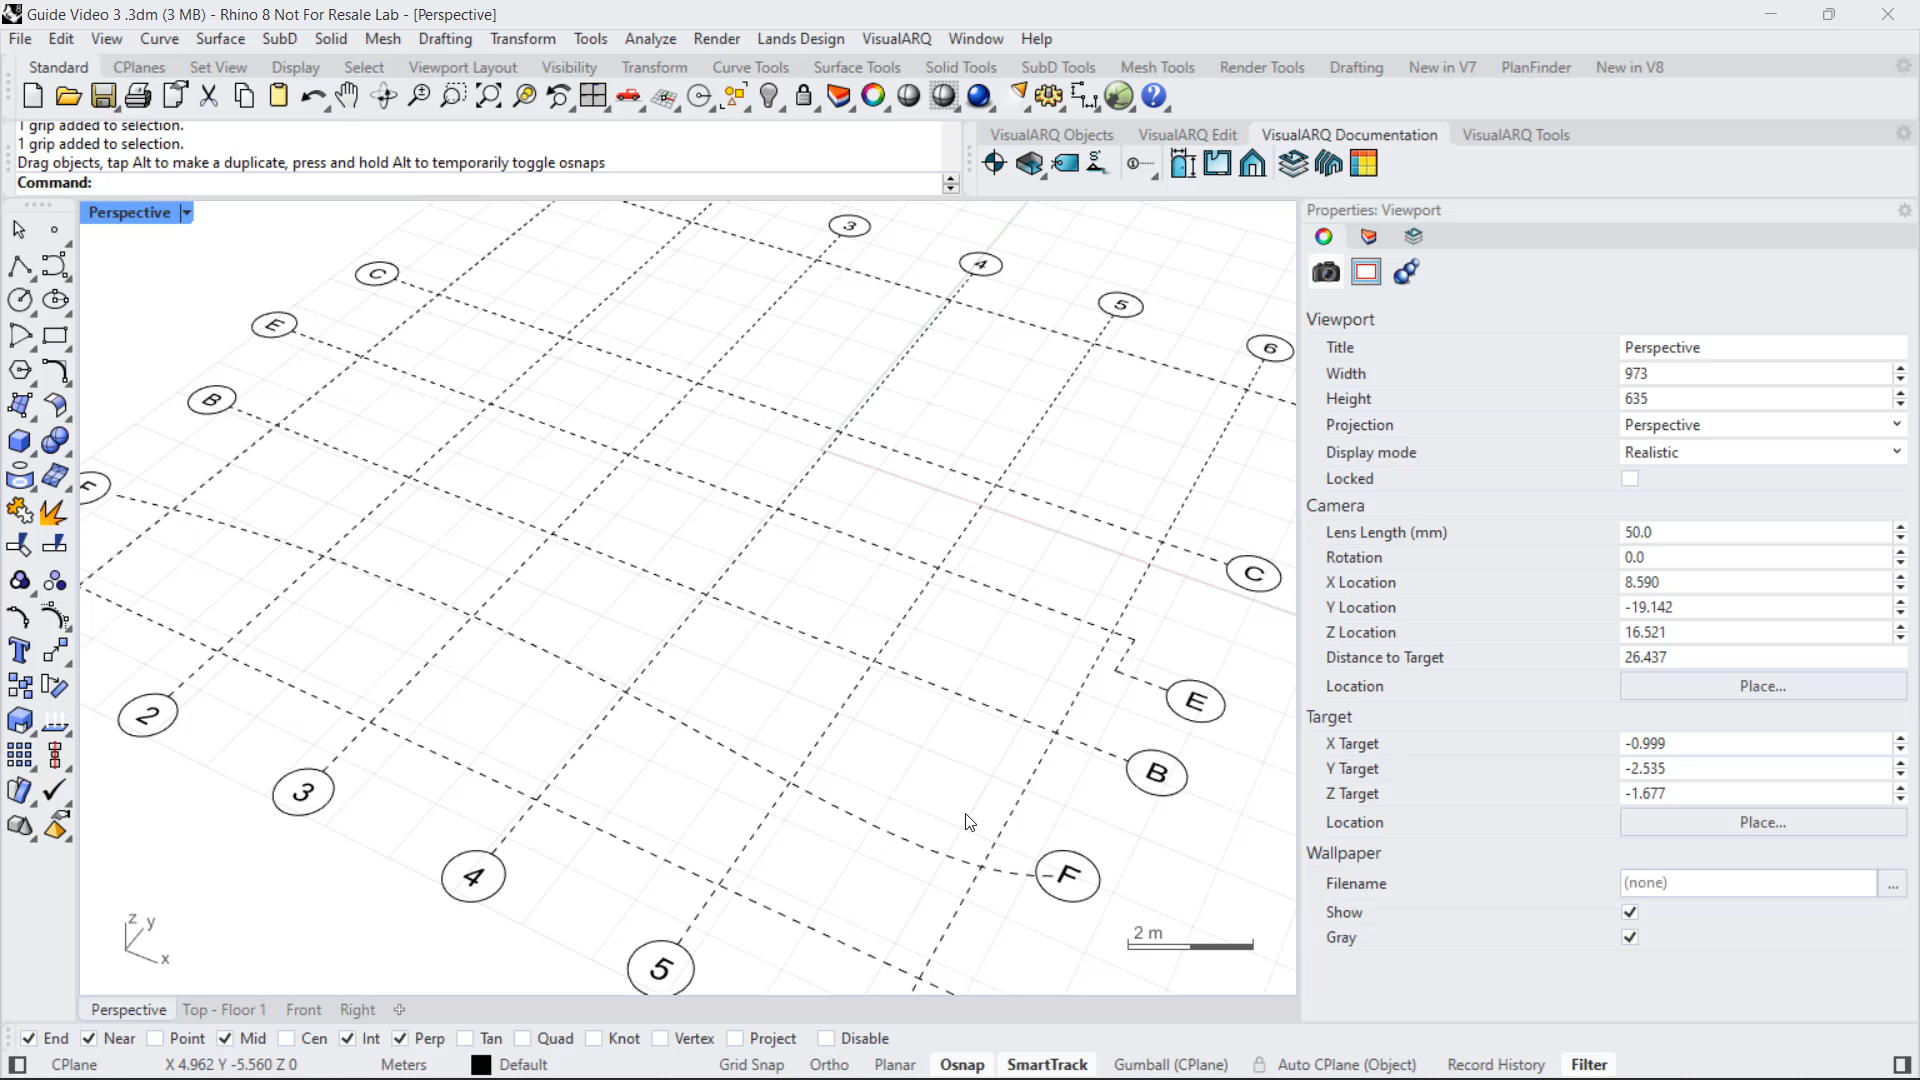 Guide Video 3 .3dm (3 MB) - Rhino 8 Not For Resale Lab - [Perspective]
File Edit View Curve Surface SubD Solid Mesh Drafting Transform Tools Analyze Render Lands Design VisualARQ Window Help
Standard CPlanes Set View Display Select Viewport Layout Visibility Transform Curve Tools Surface Tools Solid Tools SubD Tools Mesh Tools Render Tools Drafting New in V7 PlanFinder New in V8
1 grip added to selection.
1 grip added to selection.
Drag objects, tap Alt to make a duplicate, press and hold Alt to temporarily toggle osnaps
Command:
VisualARQ Objects VisualARQ Edit VisualARQ Documentation VisualARQ Tools
Perspective
3
C
4
5
E
6
B
F
C
E
2
B
3
F
4
5
2 m
z y
x
Properties: Viewport
Viewport
Title Perspective
Width 973
Height 635
Projection Perspective
Display mode Realistic
Locked
Camera
Lens Length (mm) 50.0
Rotation 0.0
X Location 8.590
Y Location -19.142
Z Location 16.521
Distance to Target 26.437
Location Place...
Target
X Target -0.999
Y Target -2.535
Z Target -1.677
Location Place...
Wallpaper
Filename (none) ...
Show
Gray
Perspective Top - Floor 1 Front Right
End Near Point Mid Cen Int Perp Tan Quad Knot Vertex Project Disable
CPlane X 4.962 Y -5.560 Z 0 Meters Default Grid Snap Ortho Planar Osnap SmartTrack Gumball (CPlane) Auto CPlane (Object) Record History Filter